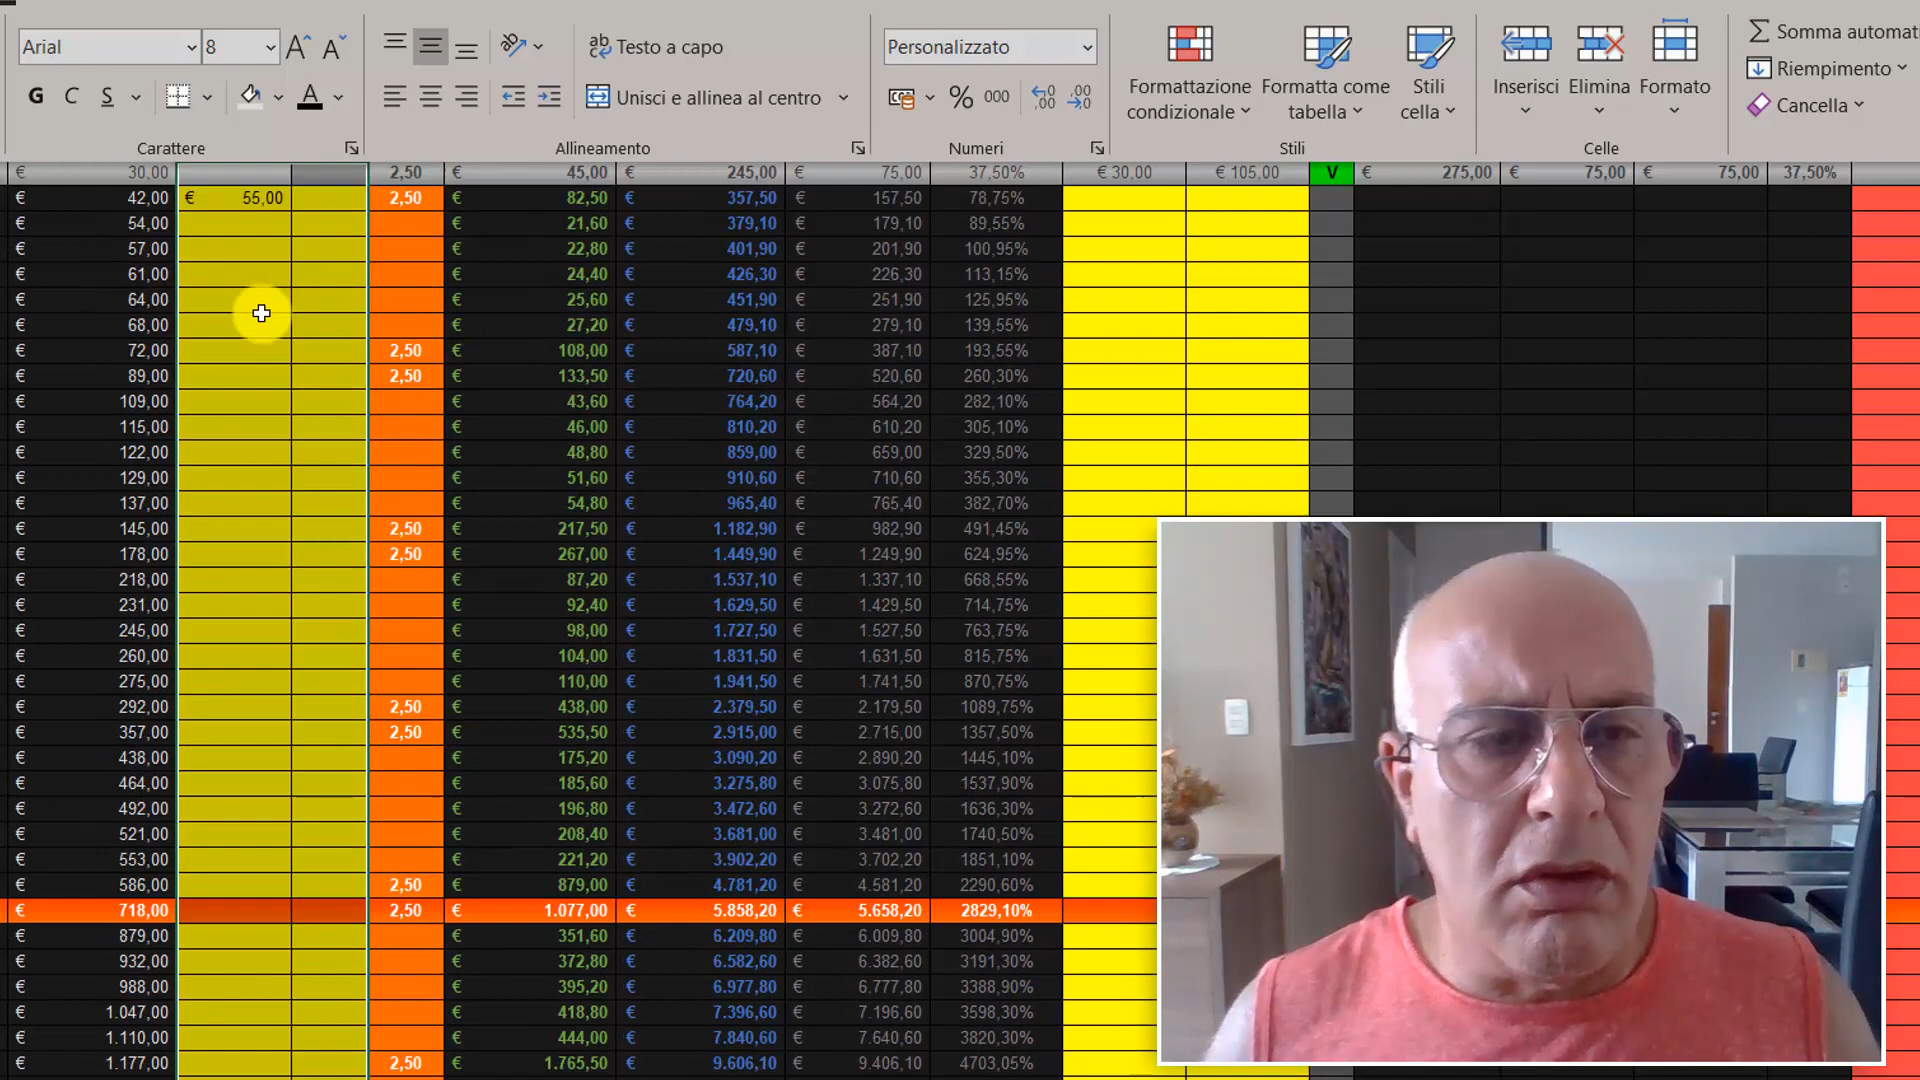 Arial 8 Testo a capo Personalizzato Somma automati
Riempimento
G C S Unisci e allinea al centro % 000 Formattazione condizionale Formatta come tabella Stili cella Inserisci Elimina Formato
Cancella
Carattere Allineamento Numeri Stili Celle
€ 30,00 2,50 € 45,00 € 245,00 € 75,00 37,50% € 30,00 € 105,00 V € 275,00 € 75,00 € 75,00 37,50%
€ 42,00 € 55,00 2,50 € 82,50 € 357,50 € 157,50 78,75%
€ 54,00 € 21,60 € 379,10 € 179,10 89,55%
€ 57,00 € 22,80 € 401,90 € 201,90 100,95%
€ 61,00 € 24,40 € 426,30 € 226,30 113,15%
€ 64,00 € 25,60 € 451,90 € 251,90 125,95%
€ 68,00 € 27,20 € 479,10 € 279,10 139,55%
€ 72,00 2,50 € 108,00 € 587,10 € 387,10 193,55%
€ 89,00 2,50 € 133,50 € 720,60 € 520,60 260,30%
€ 109,00 € 43,60 € 764,20 € 564,20 282,10%
€ 115,00 € 46,00 € 810,20 € 610,20 305,10%
€ 122,00 € 48,80 € 859,00 € 659,00 329,50%
€ 129,00 € 51,60 € 910,60 € 710,60 355,30%
€ 137,00 € 54,80 € 965,40 € 765,40 382,70%
€ 145,00 2,50 € 217,50 € 1.182,90 € 982,90 491,45%
€ 178,00 2,50 € 267,00 € 1.449,90 € 1.249,90 624,95%
€ 218,00 € 87,20 € 1.537,10 € 1.337,10 668,55%
€ 231,00 € 92,40 € 1.629,50 € 1.429,50 714,75%
€ 245,00 € 98,00 € 1.727,50 € 1.527,50 763,75%
€ 260,00 € 104,00 € 1.831,50 € 1.631,50 815,75%
€ 275,00 € 110,00 € 1.941,50 € 1.741,50 870,75%
€ 292,00 2,50 € 438,00 € 2.379,50 € 2.179,50 1089,75%
€ 357,00 2,50 € 535,50 € 2.915,00 € 2.715,00 1357,50%
€ 438,00 € 175,20 € 3.090,20 € 2.890,20 1445,10%
€ 464,00 € 185,60 € 3.275,80 € 3.075,80 1537,90%
€ 492,00 € 196,80 € 3.472,60 € 3.272,60 1636,30%
€ 521,00 € 208,40 € 3.681,00 € 3.481,00 1740,50%
€ 553,00 € 221,20 € 3.902,20 € 3.702,20 1851,10%
€ 586,00 2,50 € 879,00 € 4.781,20 € 4.581,20 2290,60%
€ 718,00 2,50 € 1.077,00 € 5.858,20 € 5.658,20 2829,10%
€ 879,00 € 351,60 € 6.209,80 € 6.009,80 3004,90%
€ 932,00 € 372,80 € 6.582,60 € 6.382,60 3191,30%
€ 988,00 € 395,20 € 6.977,80 € 6.777,80 3388,90%
€ 1.047,00 € 418,80 € 7.396,60 € 7.196,60 3598,30%
€ 1.110,00 € 444,00 € 7.840,60 € 7.640,60 3820,30%
€ 1.177,00 2,50 € 1.765,50 € 9.606,10 € 9.406,10 4703,05%